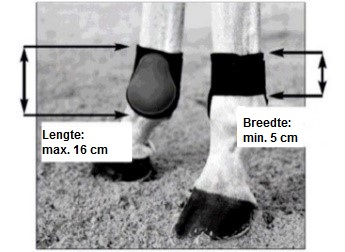 Lengte:
max. 16 cm
Breedte:
min. 5 cm